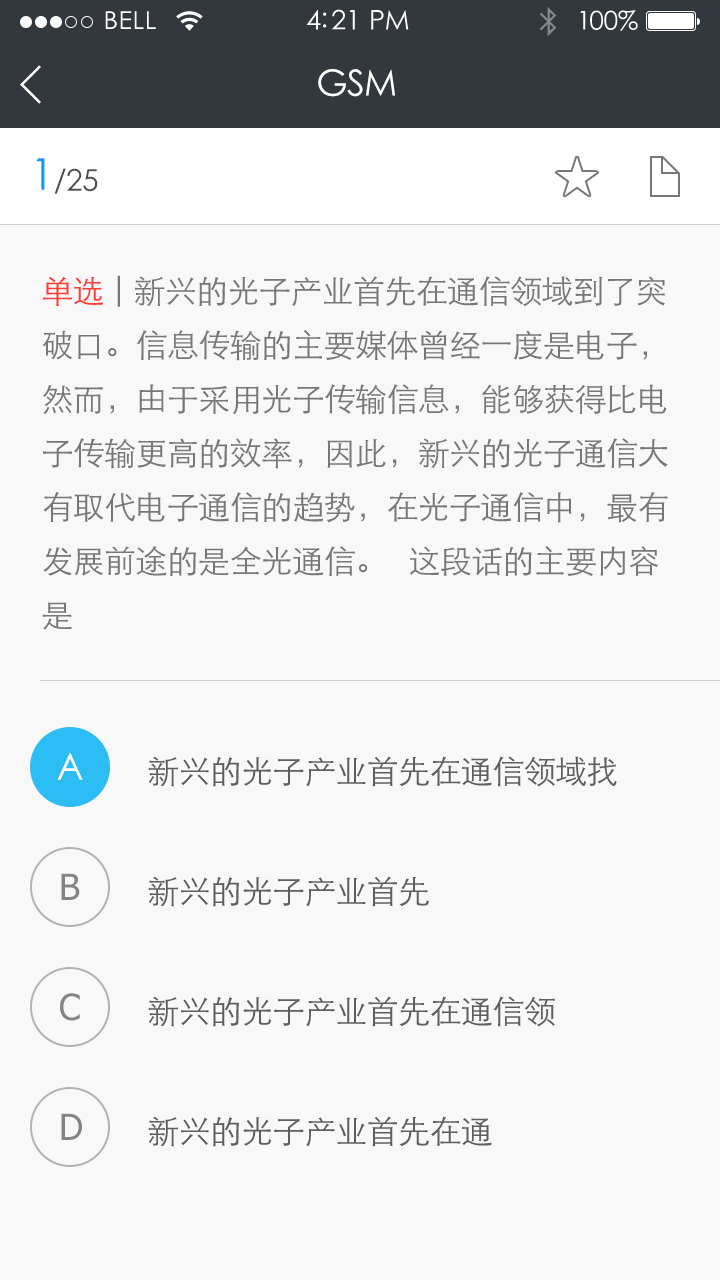 BELL 4:21 PM 100%
GSM
1/25
单选 | 新兴的光子产业首先在通信领域到了突
破口。信息传输的主要媒体曾经一度是电子，
然而，由于采用光子传输信息，能够获得比电
子传输更高的效率，因此，新兴的光子通信大
有取代电子通信的趋势，在光子通信中，最有
发展前途的是全光通信。 这段话的主要内容
是
A 新兴的光子产业首先在通信领域找
B 新兴的光子产业首先
C 新兴的光子产业首先在通信领
D 新兴的光子产业首先在通